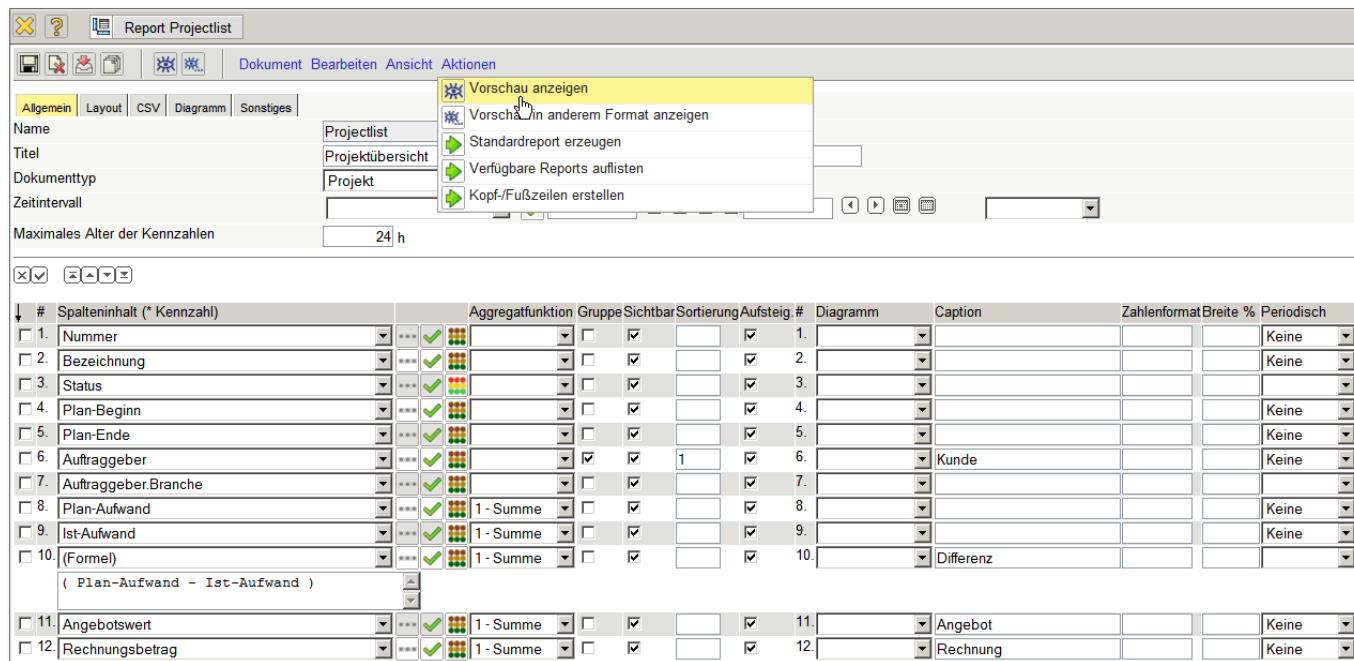 Report Projectlist
Dokument Bearbeiten Ansicht Aktionen
Vorschau anzeigen
Allgemein Layout CSV Diagramm Sonstiges
in anderem Format anzeigen
Name Projectlist
Standardreport erzeugen
Titel Projektübersicht
Verfügbare Reports auflisten
Dokumenttyp Projekt
Kopf-/Fußzeilen erstellen
Zeitintervall
Maximales Alter der Kennzahlen 24 h
# Spalteninhalt (* Kennzahl) Aggregatfunktion Gruppe Sichtbar Sortierung Aufsteig. # Diagramm Caption Zahlenformat Breite % Periodisch
1. Nummer 1. Keine
2. Bezeichnung 2. Keine
3. Status 3.
4. Plan-Beginn 4. Keine
5. Plan-Ende 5. Keine
6. Auftraggeber 1 6. Kunde Keine
7. Auftraggeber.Branche 7.
8. Plan-Aufwand 1 - Summe 8. Keine
9. Ist-Aufwand 1 - Summe 9. Keine
10. (Formel) 1 - Summe 10. Differenz
( Plan-Aufwand - Ist-Aufwand )
11. Angebotswert 1 - Summe 11. Angebot Keine
12. Rechnungsbetrag 1 - Summe 12. Rechnung Keine